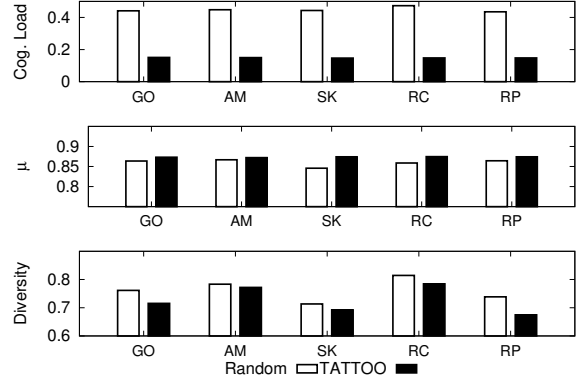 Cog. Load
0.4
0.2
0
GO AM SK RC RP
μ
0.9
0.85
0.8
GO AM SK RC RP
Diversity
0.8
0.7
0.6
GO AM SK RC RP
Random TATTOO